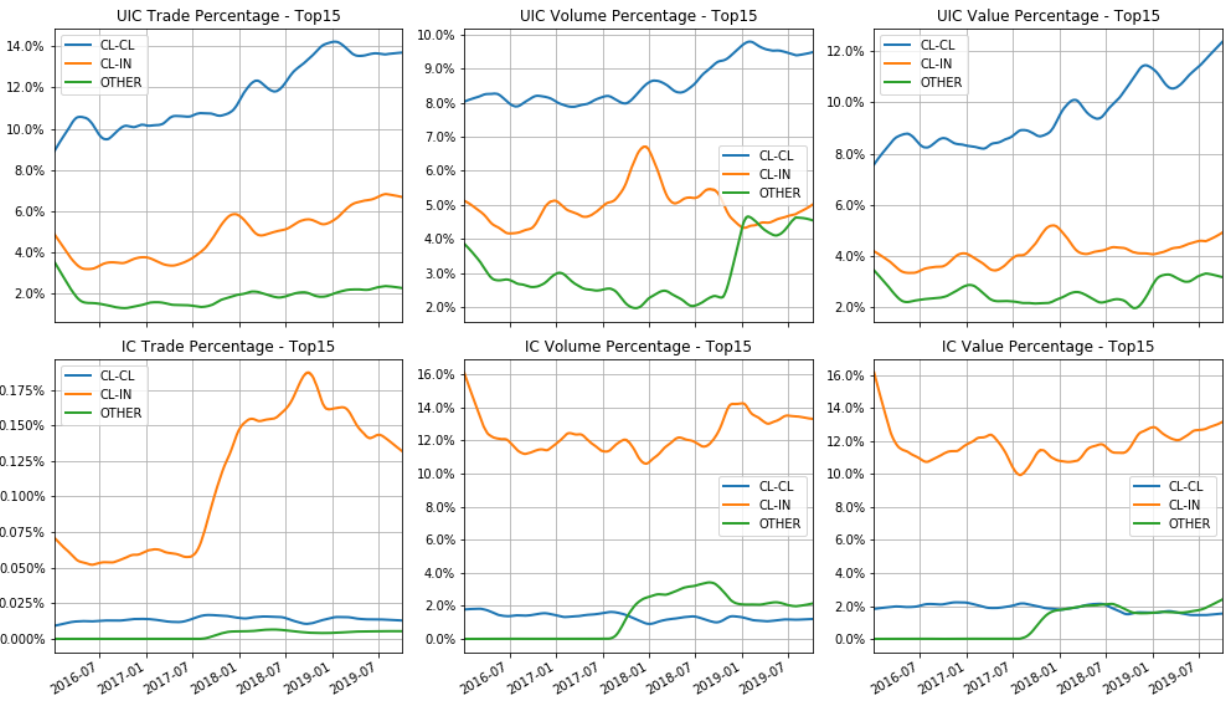 UIC Trade Percentage - Top15
14.0%
12.0%
10.0%
8.0%
6.0%
4.0%
2.0%
CL-CL
CL-IN
OTHER
UIC Volume Percentage - Top15
10.0%
9.0%
8.0%
7.0%
6.0%
5.0%
4.0%
3.0%
2.0%
CL-CL
CL-IN
OTHER
UIC Value Percentage - Top15
12.0%
10.0%
8.0%
6.0%
4.0%
2.0%
CL-CL
CL-IN
OTHER
IC Trade Percentage - Top15
0.175%
0.150%
0.125%
0.100%
0.075%
0.050%
0.025%
0.000%
CL-CL
CL-IN
OTHER
2016-07
2017-01
2017-07
2018-01
2018-07
2019-01
2019-07
IC Volume Percentage - Top15
16.0%
14.0%
12.0%
10.0%
8.0%
6.0%
4.0%
2.0%
0.0%
CL-CL
CL-IN
OTHER
2016-07
2017-01
2017-07
2018-01
2018-07
2019-01
2019-07
IC Value Percentage - Top15
16.0%
14.0%
12.0%
10.0%
8.0%
6.0%
4.0%
2.0%
0.0%
CL-CL
CL-IN
OTHER
2016-07
2017-01
2017-07
2018-01
2018-07
2019-01
2019-07